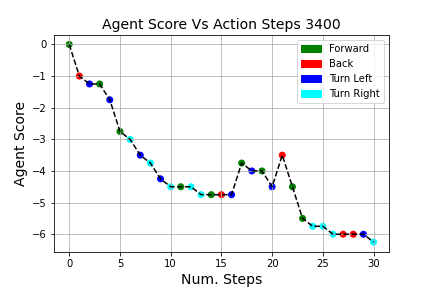 Agent Score Vs Action Steps 3400
Forward
Back
Turn Left
Turn Right
Agent Score
0
−1
−2
−3
−4
−5
−6
0 5 10 15 20 25 30
Num. Steps